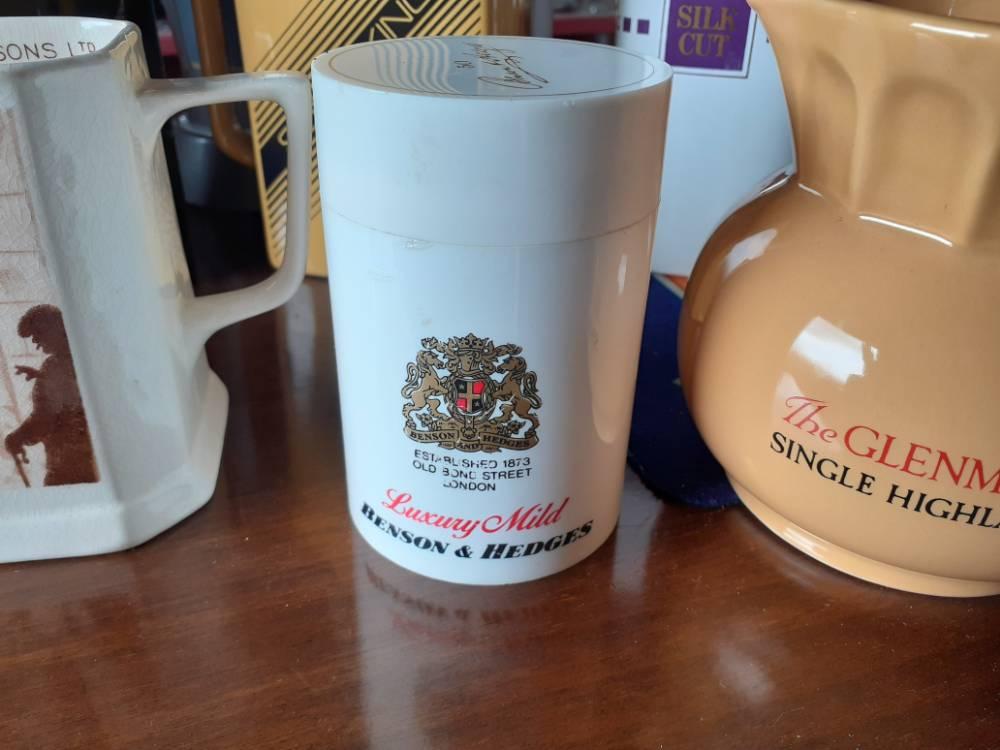 SONS LTD
KING
SILK
CUT
BENSON AND HEDGES
ESTABLISHED 1873
OLD BOND STREET
LONDON
Luxury Mild
BENSON & HEDGES
The GLENM
SINGLE HIGHLA